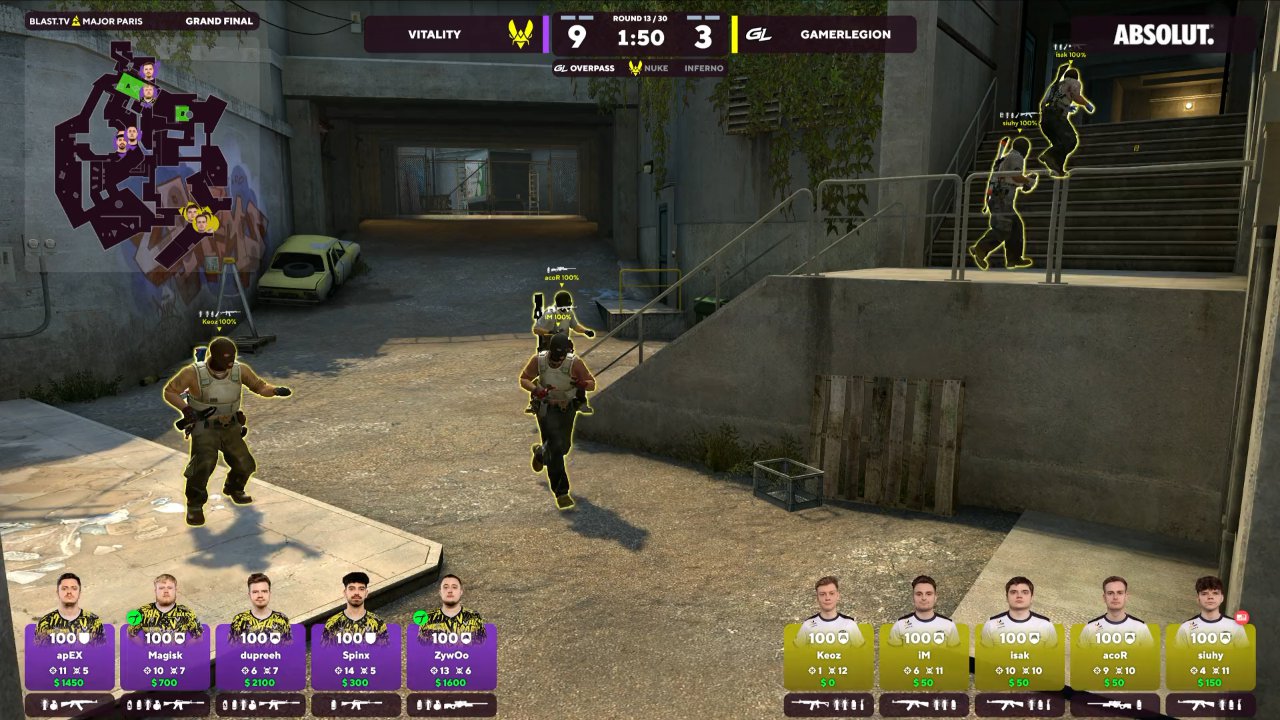 BLAST.TV MAJOR PARIS GRAND FINAL
VITALITY 9 ROUND 13 / 30 1:50 3 GL GAMERLEGION
GL OVERPASS NUKE INFERNO
ABSOLUT.
isak 100%
siuhy 100%
acoR 100%
iM 100%
Keoz 100%
100 100 100 100 100 100 100 100 100 100
apEX Magisk dupreeh Spinx ZywOo Keoz iM isak acoR siuhy
11 5 10 7 6 7 14 5 13 6 1 12 6 11 10 10 9 10 4 11
$1450 $700 $2100 $300 $1600 $0 $50 $50 $50 $150